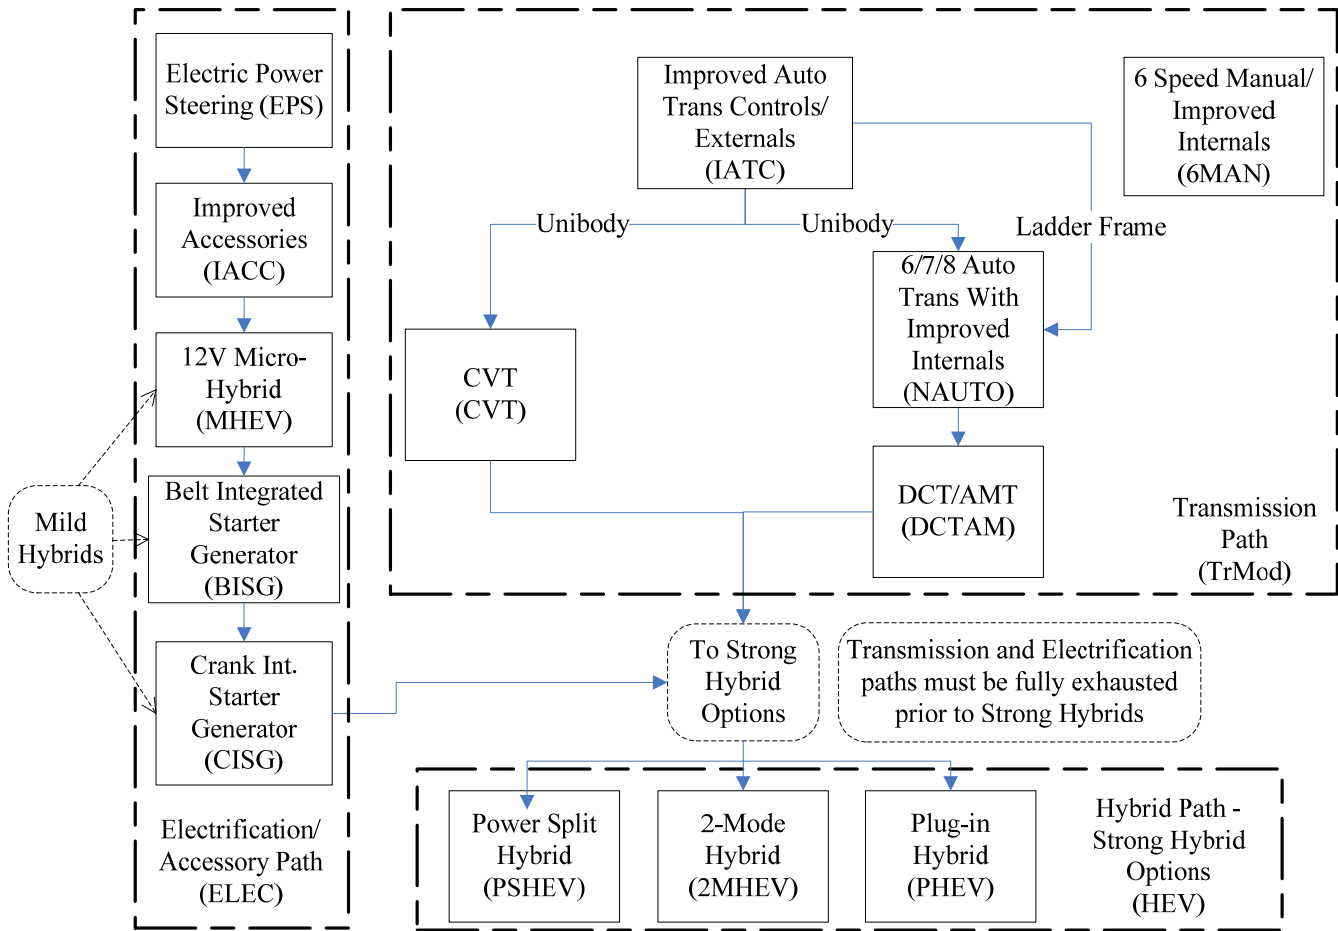 Electric Power
Steering (EPS)
Improved
Accessories
(IACC)
12V Micro-
Hybrid
(MHEV)
Belt Integrated
Starter
Generator
(BISG)
Crank Int.
Starter
Generator
(CISG)
Electrification/
Accessory Path
(ELEC)
Mild
Hybrids
Improved Auto
Trans Controls/
Externals
(IATC)
6 Speed Manual/
Improved
Internals
(6MAN)
Unibody
Unibody
Ladder Frame
6/7/8 Auto
Trans With
Improved
Internals
(NAUTO)
CVT
(CVT)
DCT/AMT
(DCTAM)
Transmission
Path
(TrMod)
To Strong
Hybrid
Options
Transmission and Electrification
paths must be fully exhausted
prior to Strong Hybrids
Power Split
Hybrid
(PSHEV)
2-Mode
Hybrid
(2MHEV)
Plug-in
Hybrid
(PHEV)
Hybrid Path -
Strong Hybrid
Options
(HEV)